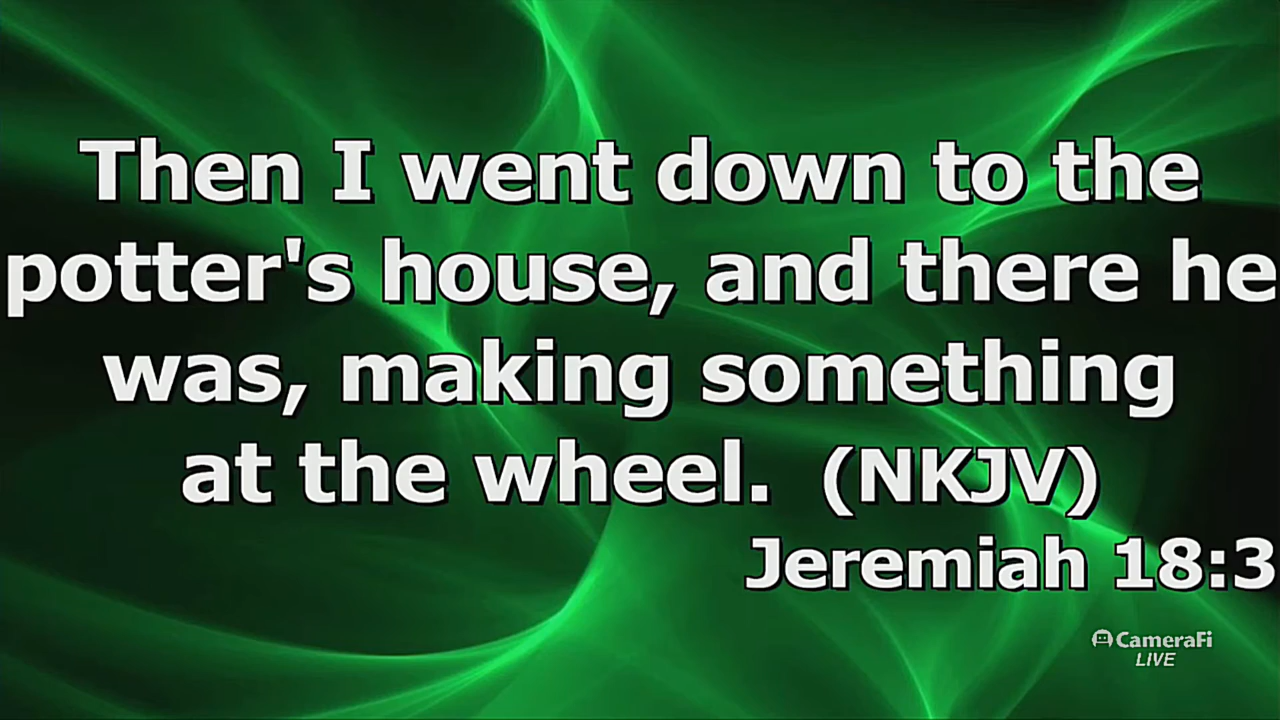 Then I went down to the
potter's house, and there he
was, making something
at the wheel. (NKJV)
Jeremiah 18:3
CameraFi
LIVE